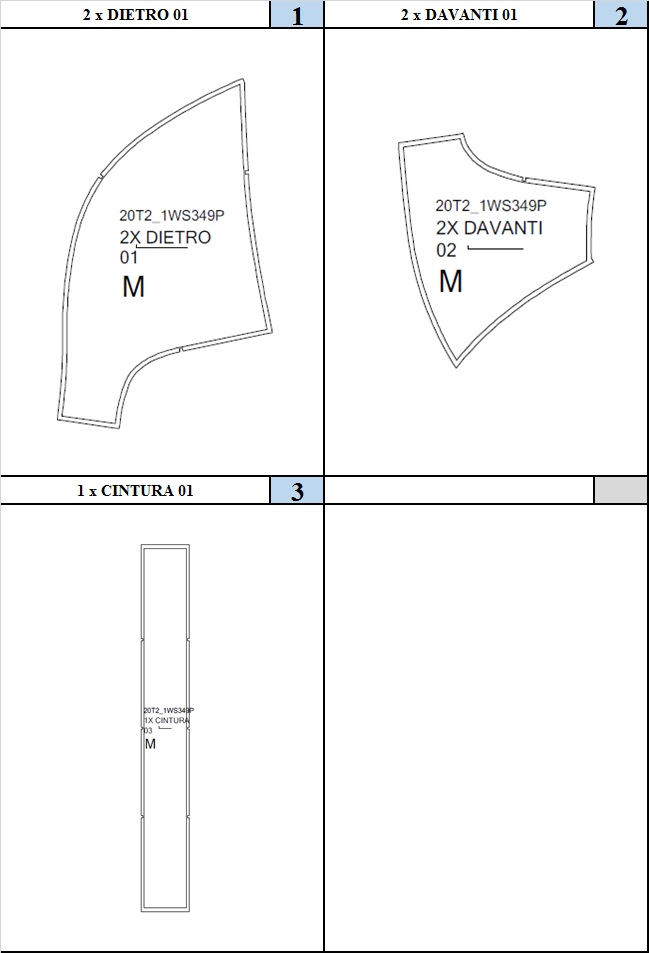 2 x DIETRO 01
1
2 x DAVANTI 01
2
20T2_1WS349P
2X DIETRO
01
M
20T2_1WS349P
2X DAVANTI
02
M
1 x CINTURA 01
3
20T2_1WS349P
1X CINTURA
03
M